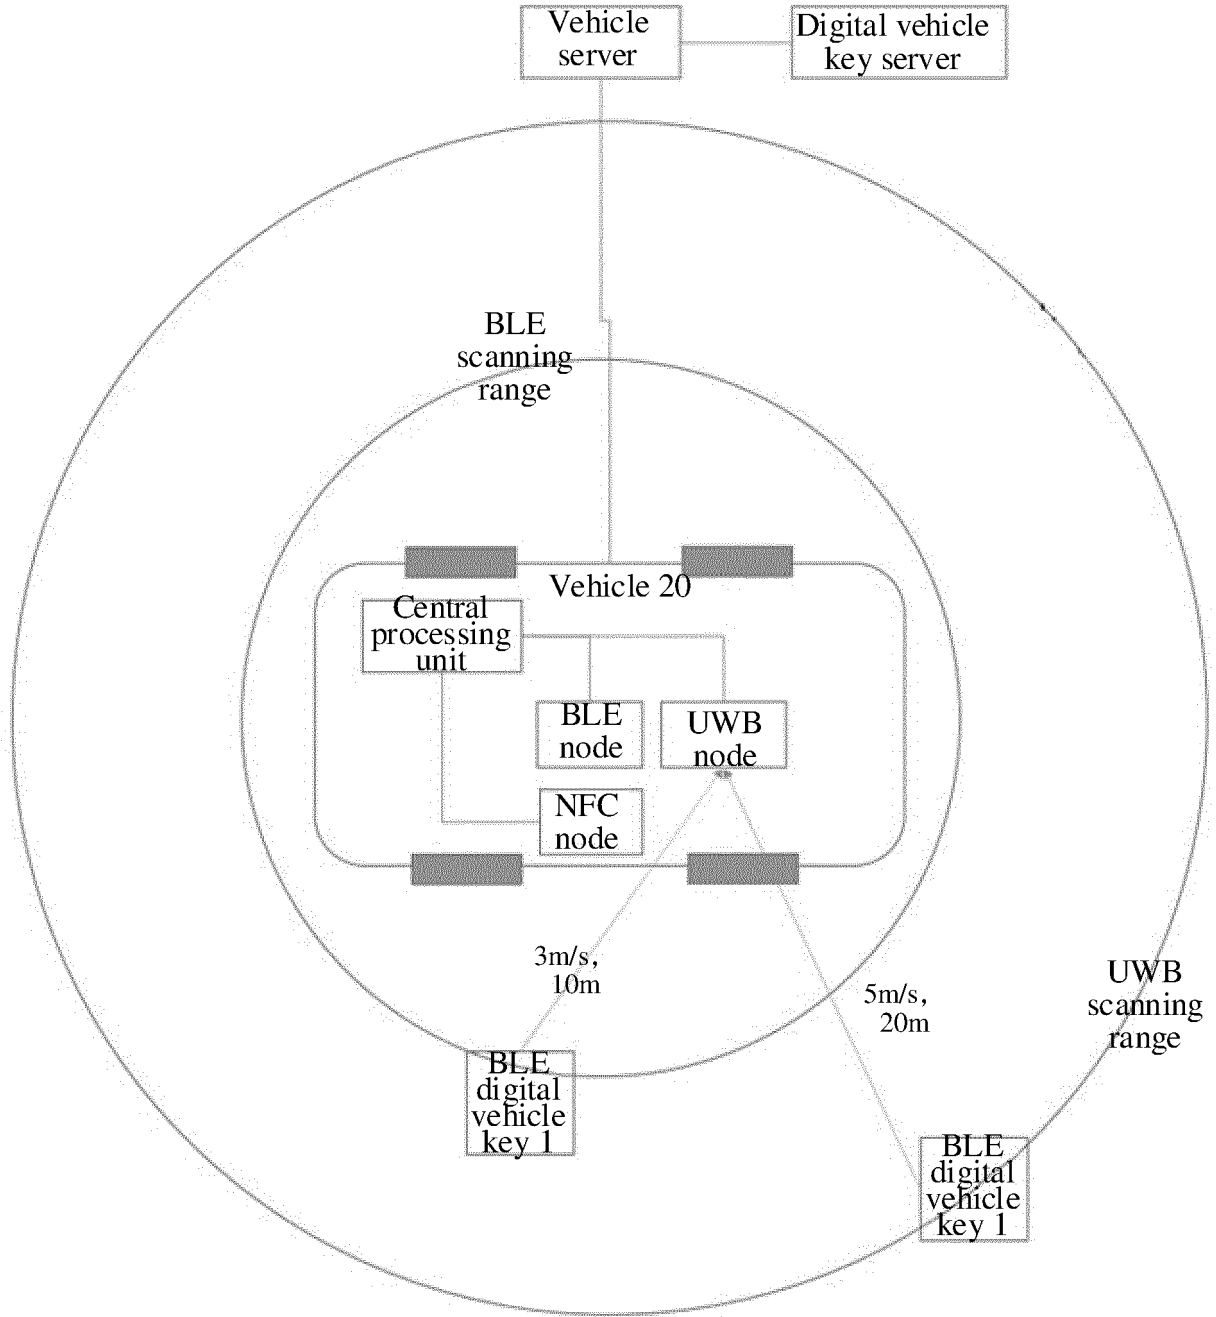 Vehicle
server
Digital vehicle
key server
BLE
scanning
range
Vehicle 20
Central
processing
unit
BLE
node
UWB
node
NFC
node
3m/s,
10m
5m/s,
20m
UWB
scanning
range
BLE
digital
vehicle
key 1
BLE
digital
vehicle
key 1